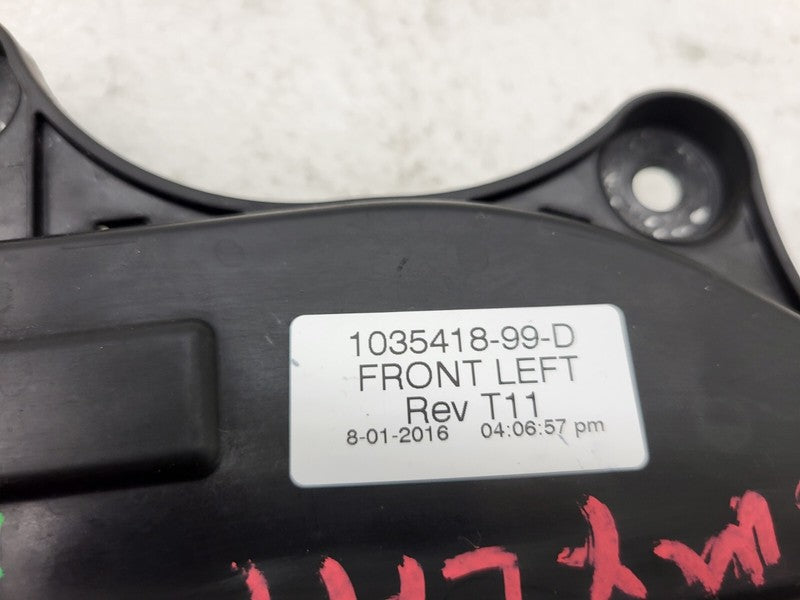 1035418-99-D
FRONT LEFT
Rev T11
8-01-2016 04:06:57 pm